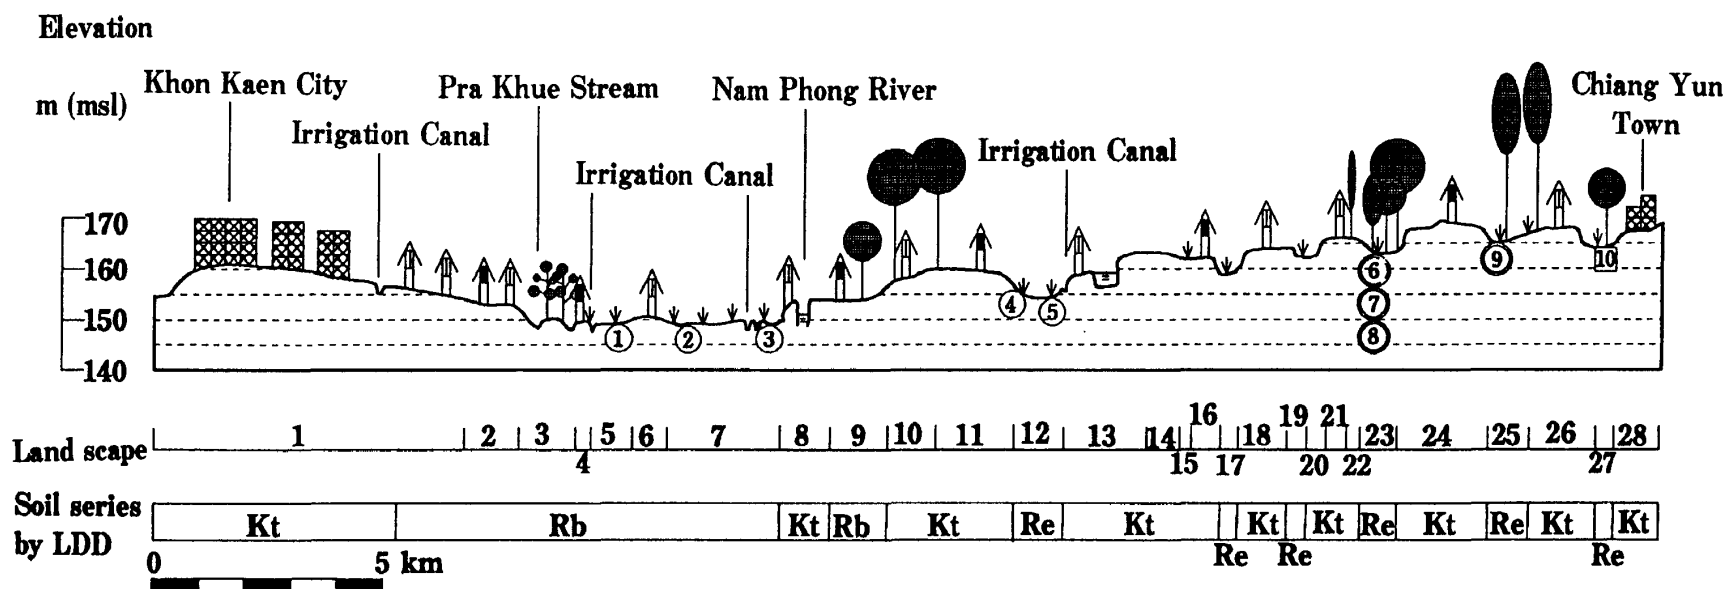 Elevation
m (msl)
Khon Kaen City
Irrigation Canal
Pra Khue Stream
Irrigation Canal
Nam Phong River
Irrigation Canal
Chiang Yun
Town
170
160
150
140
1 2 3 4 5 6 7 8 9 10
Land scape
1 2 3 4 5 6 7 8 9 10 11 12 13 14 15 16 17 18 19 20 21 22 23 24 25 26 27 28
Soil series
by LDD
Kt Rb Kt Rb Kt Re Kt Re Kt Re Kt Re Kt Re Kt Re Kt
0 5 km